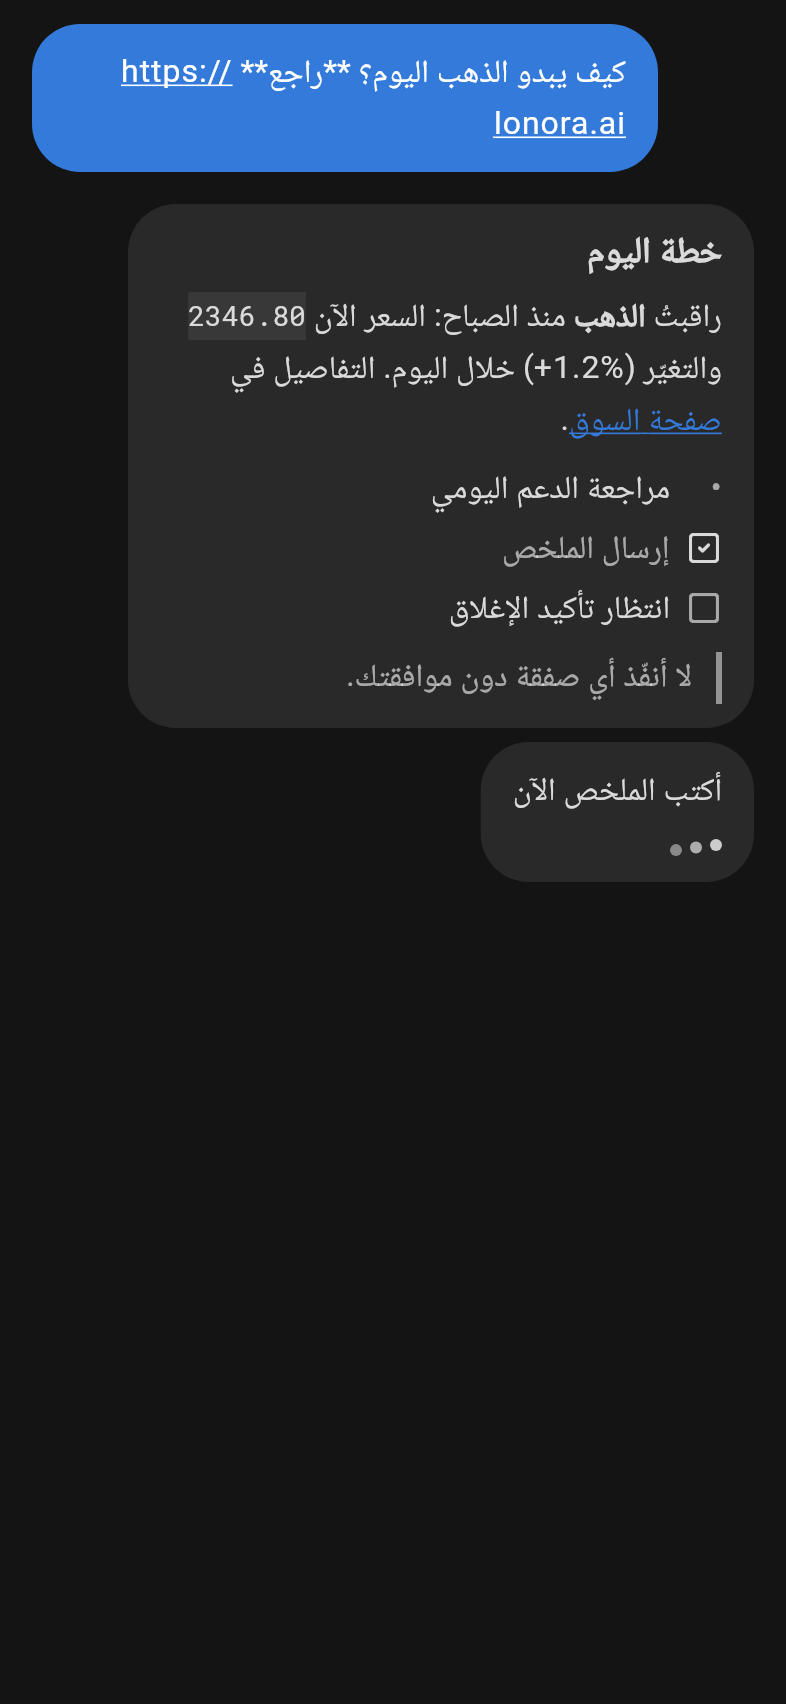 كيف يبدو الذهب اليوم؟ **راجع** https://
lonora.ai
خطة اليوم
راقبتُ الذهب منذ الصباح: السعر الآن 2346.80
والتغيّر (+1.2%) خلال اليوم. التفاصيل في
صفحة السوق.
• مراجعة الدعم اليومي
إرسال الملخص
انتظار تأكيد الإغلاق
لا أنفّذ أي صفقة دون موافقتك.
أكتب الملخص الآن